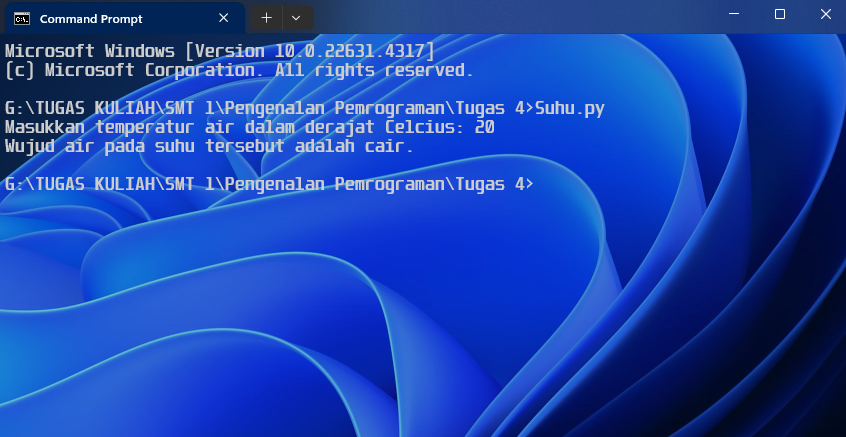 Command Prompt
Microsoft Windows [Version 10.0.22631.4317]
(c) Microsoft Corporation. All rights reserved.
G:\TUGAS KULIAH\SMT 1\Pengenalan Pemrograman\Tugas 4>Suhu.py
Masukkan temperatur air dalam derajat Celcius: 20
Wujud air pada suhu tersebut adalah cair.
G:\TUGAS KULIAH\SMT 1\Pengenalan Pemrograman\Tugas 4>